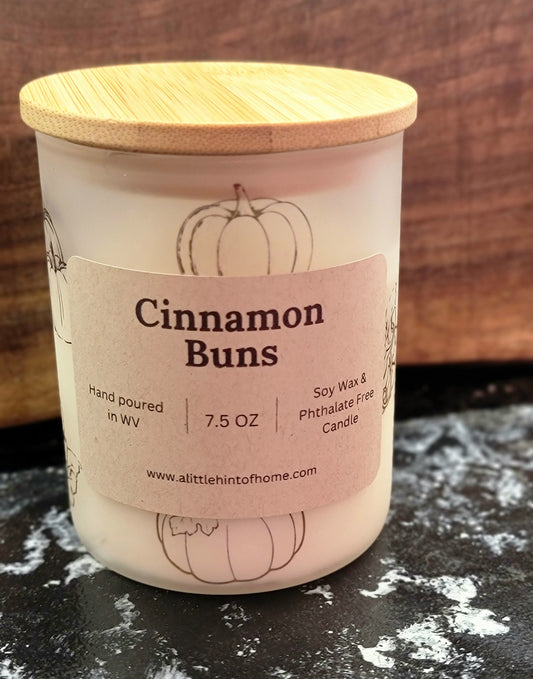 Cinnamon
Buns
Hand poured
in WV
7.5 OZ
Soy Wax &
Phthalate Free
Candle
www.alittlehintofhome.com